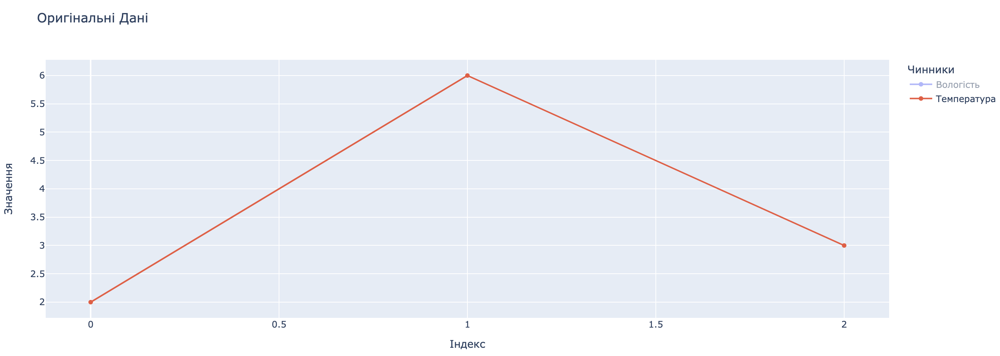 Оригінальні Дані
Чинники
Вологість
Температура
Значення
6
5.5
5
4.5
4
3.5
3
2.5
2
0 0.5 1 1.5 2
Індекс